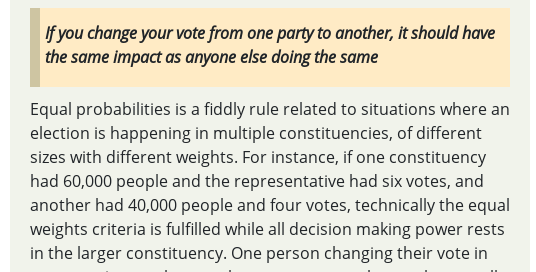 If you change your vote from one party to another, it should have
the same impact as anyone else doing the same
Equal probabilities is a fiddly rule related to situations where an
election is happening in multiple constituencies, of different
sizes with different weights. For instance, if one constituency
had 60,000 people and the representative had six votes, and
another had 40,000 people and four votes, technically the equal
weights criteria is fulfilled while all decision making power rests
in the larger constituency. One person changing their vote in